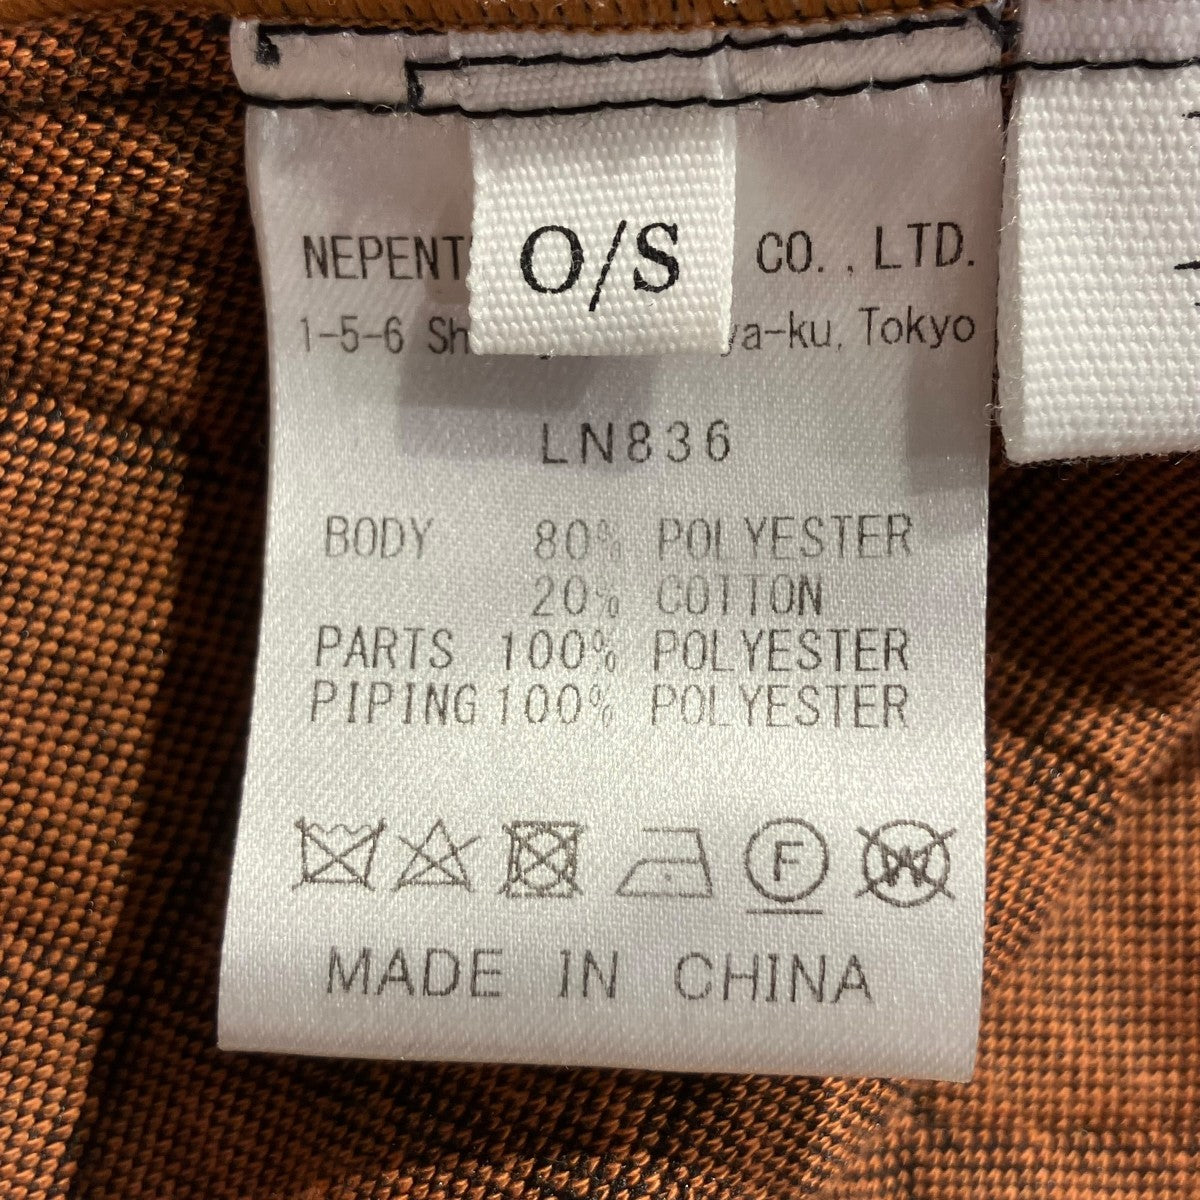 O/S
NEPENT CO., LTD.
1-5-6 Sh ya-ku, Tokyo
LN836
BODY 80% POLYESTER
20% COTTON
PARTS 100% POLYESTER
PIPING 100% POLYESTER
F W
MADE IN CHINA